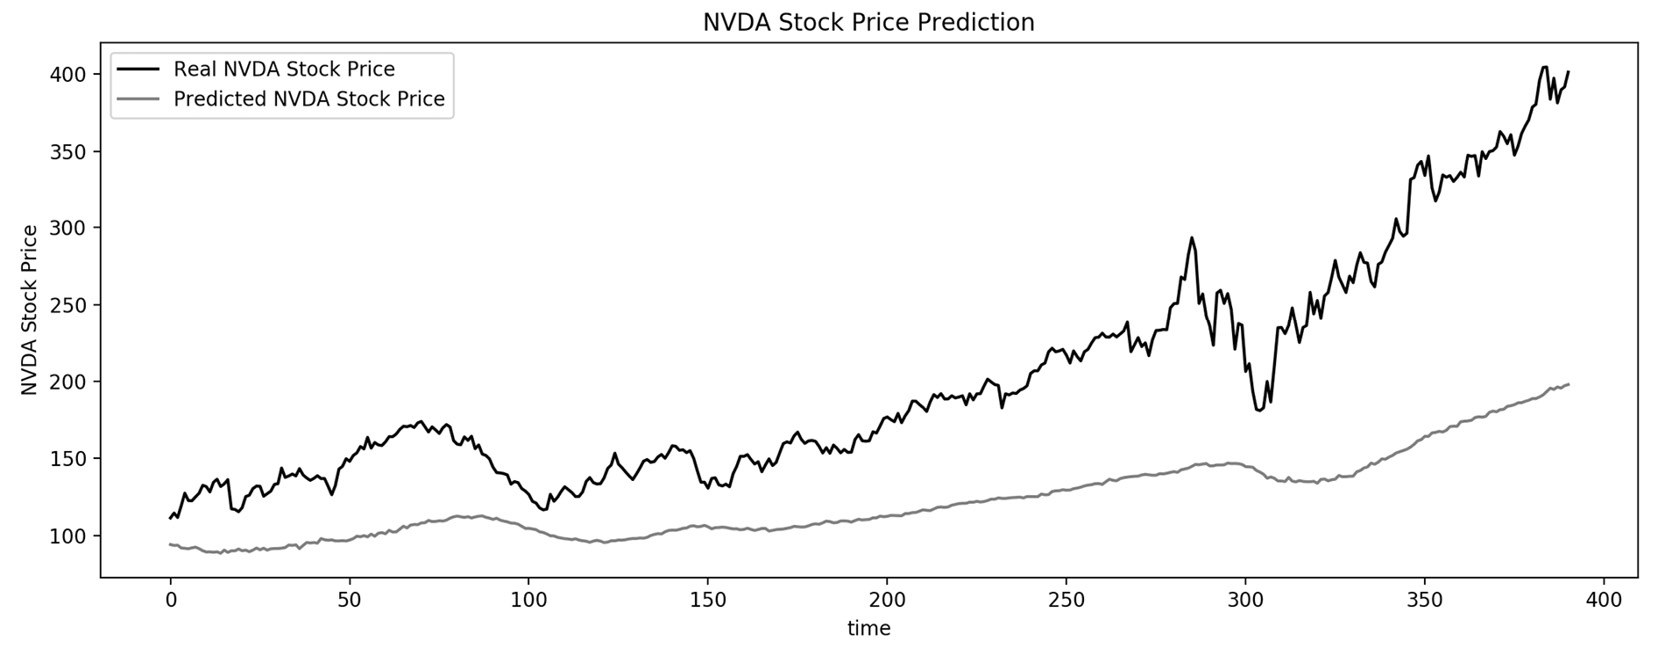 NVDA Stock Price Prediction
Real NVDA Stock Price
Predicted NVDA Stock Price
NVDA Stock Price
400
350
300
250
200
150
100
0 50 100 150 200 250 300 350 400
time